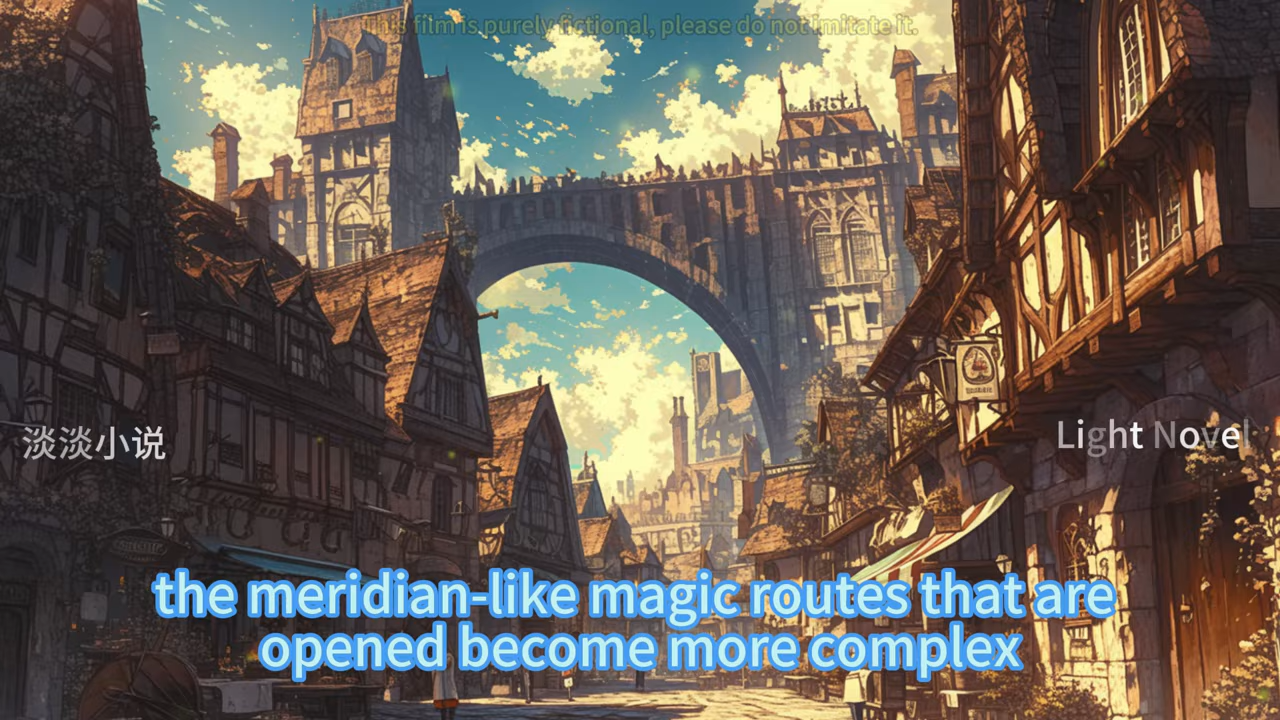 This film is purely fictional, please do not imitate it.
淡淡小说
Light Novel
the meridian-like magic routes that are
opened become more complex